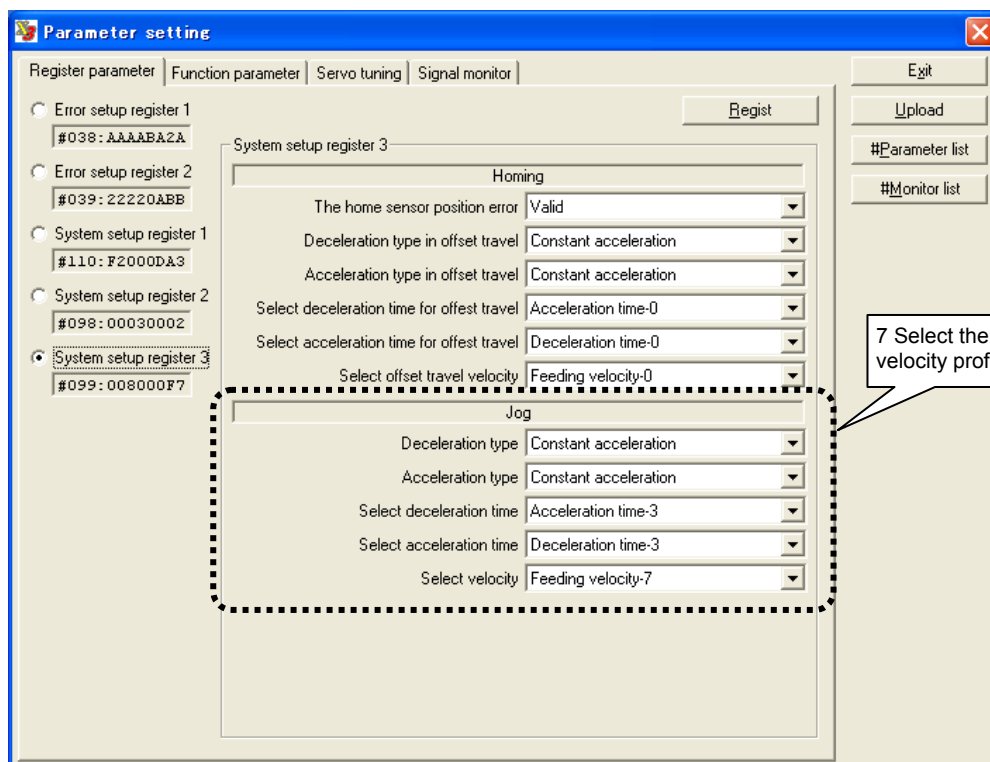 Parameter setting
Register parameter Function parameter Servo tuning Signal monitor
Exit
Upload
#Parameter list
#Monitor list
Regist
Error setup register 1
#038:AAAABA2A
Error setup register 2
#039:22220ABB
System setup register 1
#110:F2000DA3
System setup register 2
#098:00030002
System setup register 3
#099:008000F7
System setup register 3
Homing
The home sensor position error Valid
Deceleration type in offset travel Constant acceleration
Acceleration type in offset travel Constant acceleration
Select deceleration time for offest travel Acceleration time-0
Select acceleration time for offest travel Deceleration time-0
Select offset travel velocity Feeding velocity-0
Jog
Deceleration type Constant acceleration
Acceleration type Constant acceleration
Select deceleration time Acceleration time-3
Select acceleration time Deceleration time-3
Select velocity Feeding velocity-7
7 Select the
velocity prof